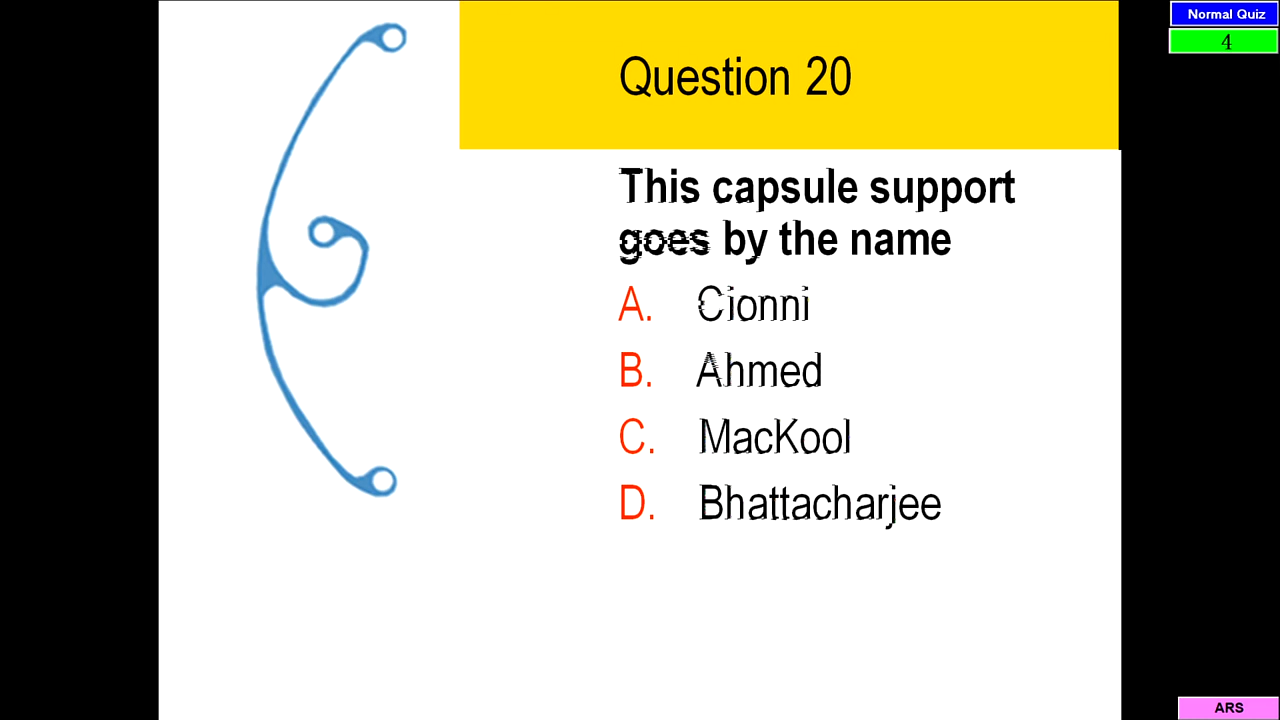 Normal Quiz
4
Question 20
This capsule support
goes by the name
A. Cionni
B. Ahmed
C. MacKool
D. Bhattacharjee
ARS